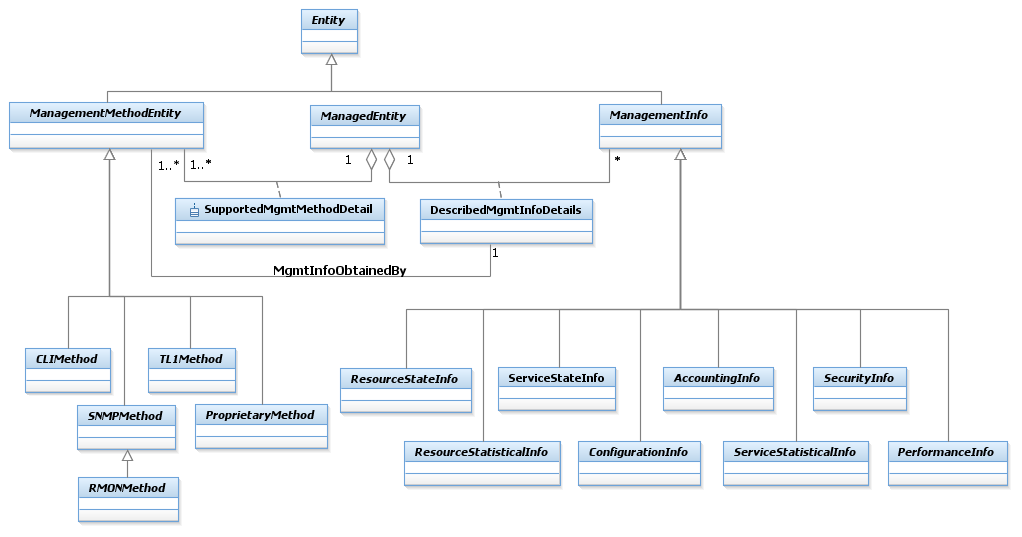 Entity
ManagementMethodEntity
ManagedEntity
ManagementInfo
1..*
1..*
1
1
*
SupportedMgmtMethodDetail
DescribedMgmtInfoDetails
1
MgmtInfoObtainedBy
CLIMethod
TL1Method
ResourceStateInfo
ServiceStateInfo
AccountingInfo
SecurityInfo
SNMPMethod
ProprietaryMethod
ResourceStatisticalInfo
ConfigurationInfo
ServiceStatisticalInfo
PerformanceInfo
RMONMethod